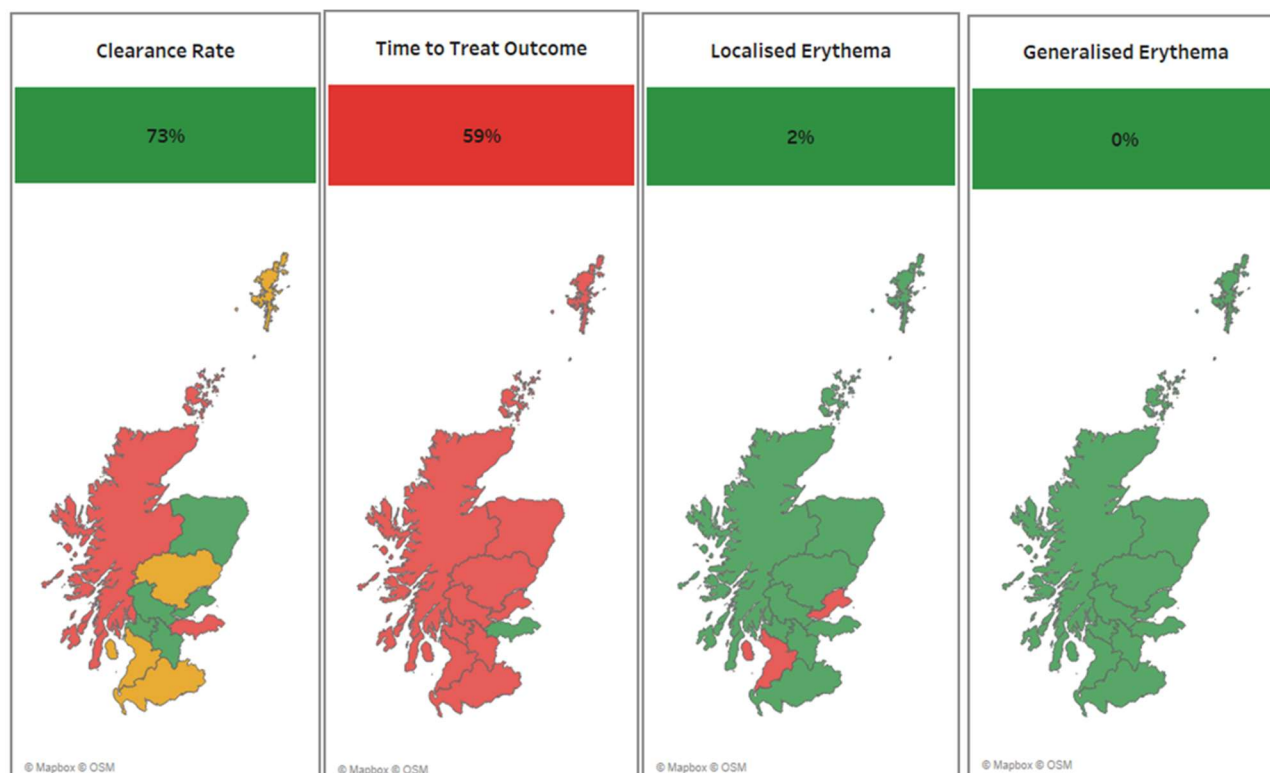 Clearance Rate
73%
© Mapbox © OSM
Time to Treat Outcome
59%
© Mapbox © OSM
Localised Erythema
2%
© Mapbox © OSM
Generalised Erythema
0%
© Mapbox © OSM